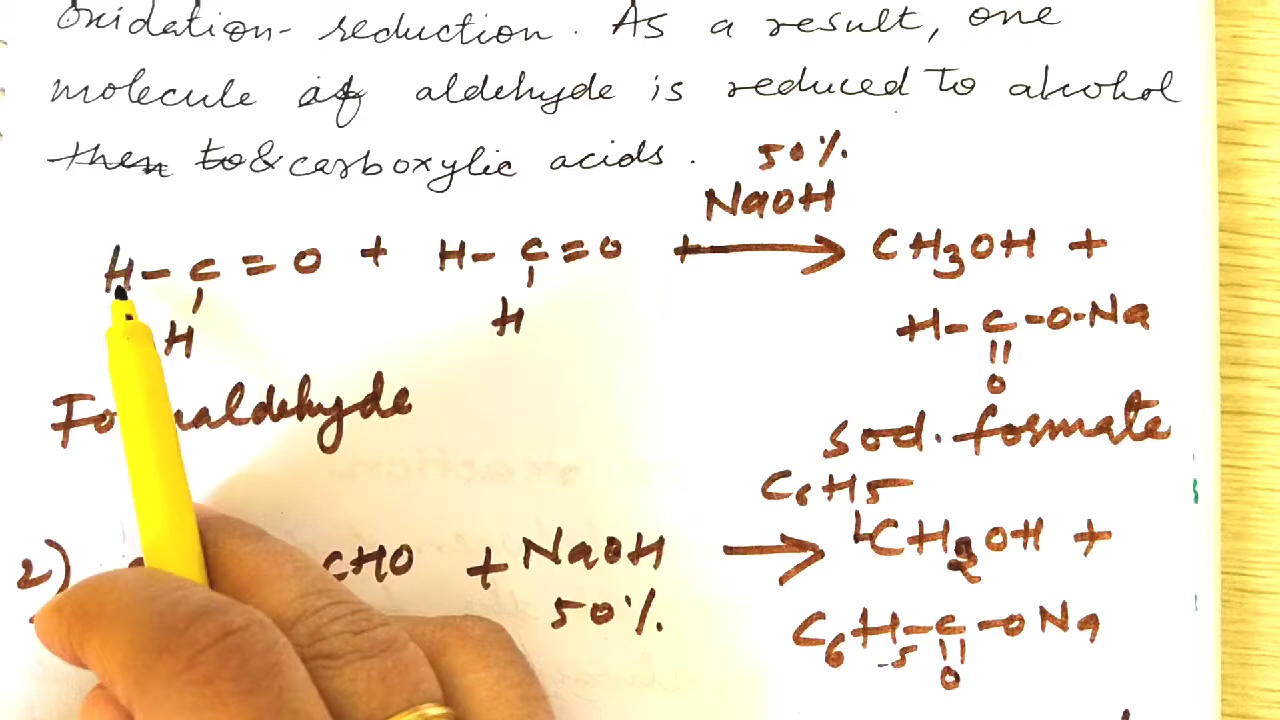 oxidation-reduction. As a result, one
molecule of aldehyde is reduced to alcohol
then to & carboxylic acids.
50%
NaOH
H-C=O + H-C=O + → CH3OH +
H H
H-C-O-Na
||
O
Formaldehyde
sod. formate
C6H5
2) CHO + NaOH → CH2OH +
50%
C6H5-C-ONa
||
O